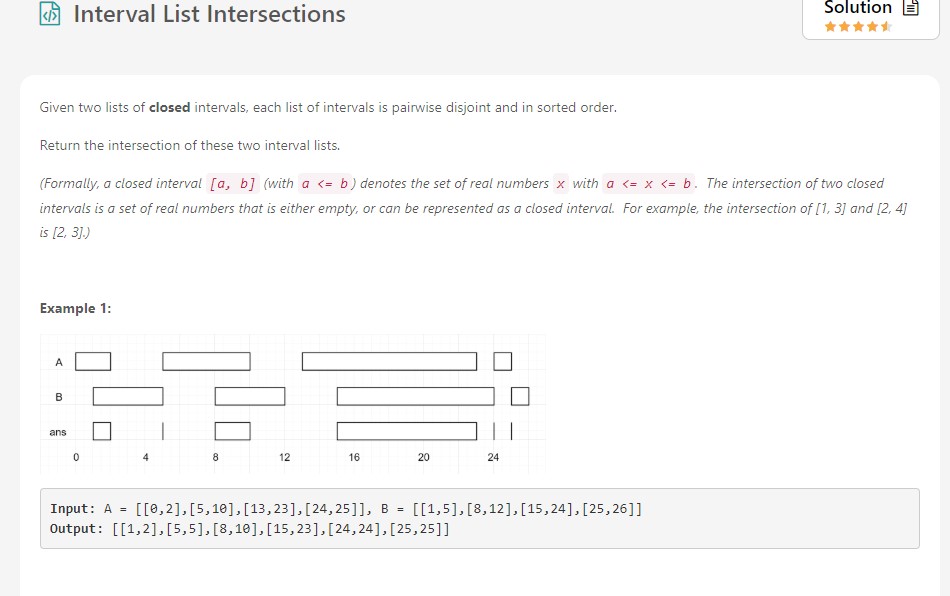 Interval List Intersections
Solution
Given two lists of closed intervals, each list of intervals is pairwise disjoint and in sorted order.
Return the intersection of these two interval lists.
(Formally, a closed interval [a, b] (with a <= b) denotes the set of real numbers x with a <= x <= b. The intersection of two closed
intervals is a set of real numbers that is either empty, or can be represented as a closed interval. For example, the intersection of [1, 3] and [2, 4]
is [2, 3].)
Example 1:
A
B
ans
0 4 8 12 16 20 24
Input: A = [[0,2],[5,10],[13,23],[24,25]], B = [[1,5],[8,12],[15,24],[25,26]]
Output: [[1,2],[5,5],[8,10],[15,23],[24,24],[25,25]]